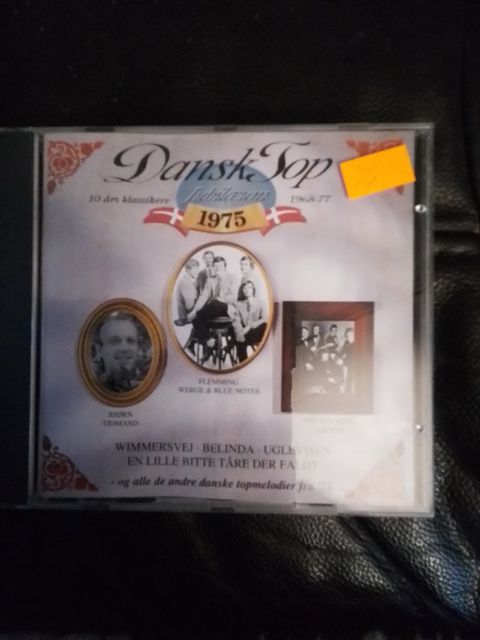 Dansk Top
10 års klassikere
Jubilæum
1968-77
1975
FLEMMING
WERGE & BLUE NOTES
BJØRN
TIDMAND
WIMMERSVEJ · BELINDA · UGLEVISEN
EN LILLE BITTE TÅRE DER FALDT
- og alle de andre danske topmelodier fra '75